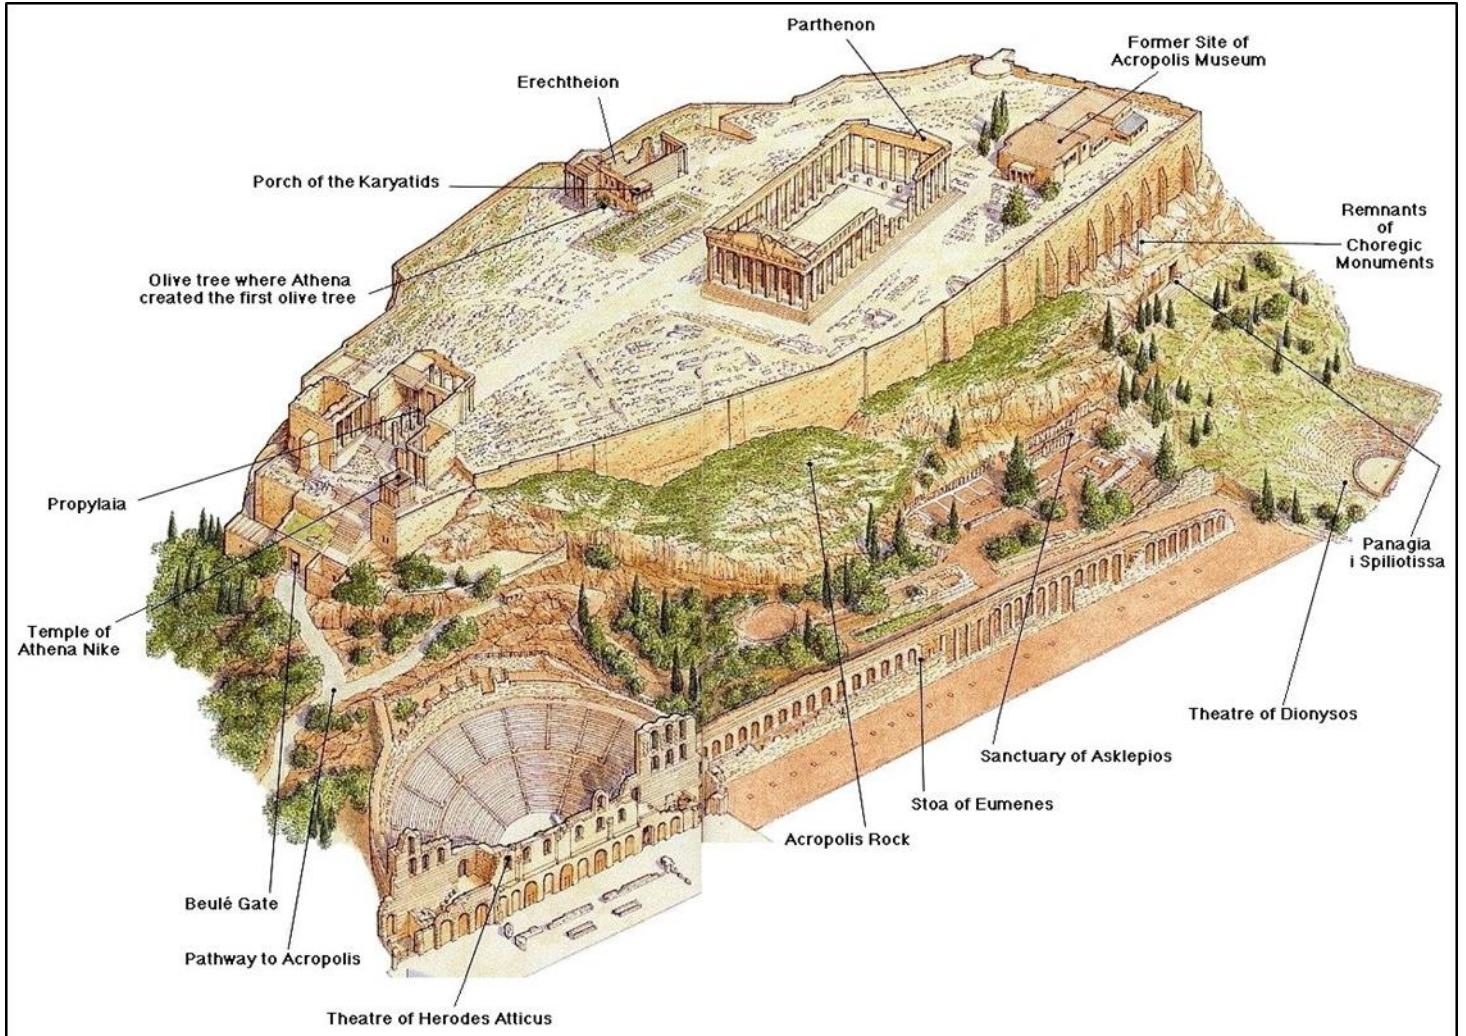 Parthenon
Former Site of
Acropolis Museum
Erechtheion
Porch of the Karyatids
Remnants
of
Choregic
Monuments
Olive tree where Athena
created the first olive tree
Propylaia
Panagia
i Spiliotissa
Temple of
Athena Nike
Theatre of Dionysos
Sanctuary of Asklepios
Stoa of Eumenes
Acropolis Rock
Beulé Gate
Pathway to Acropolis
Theatre of Herodes Atticus